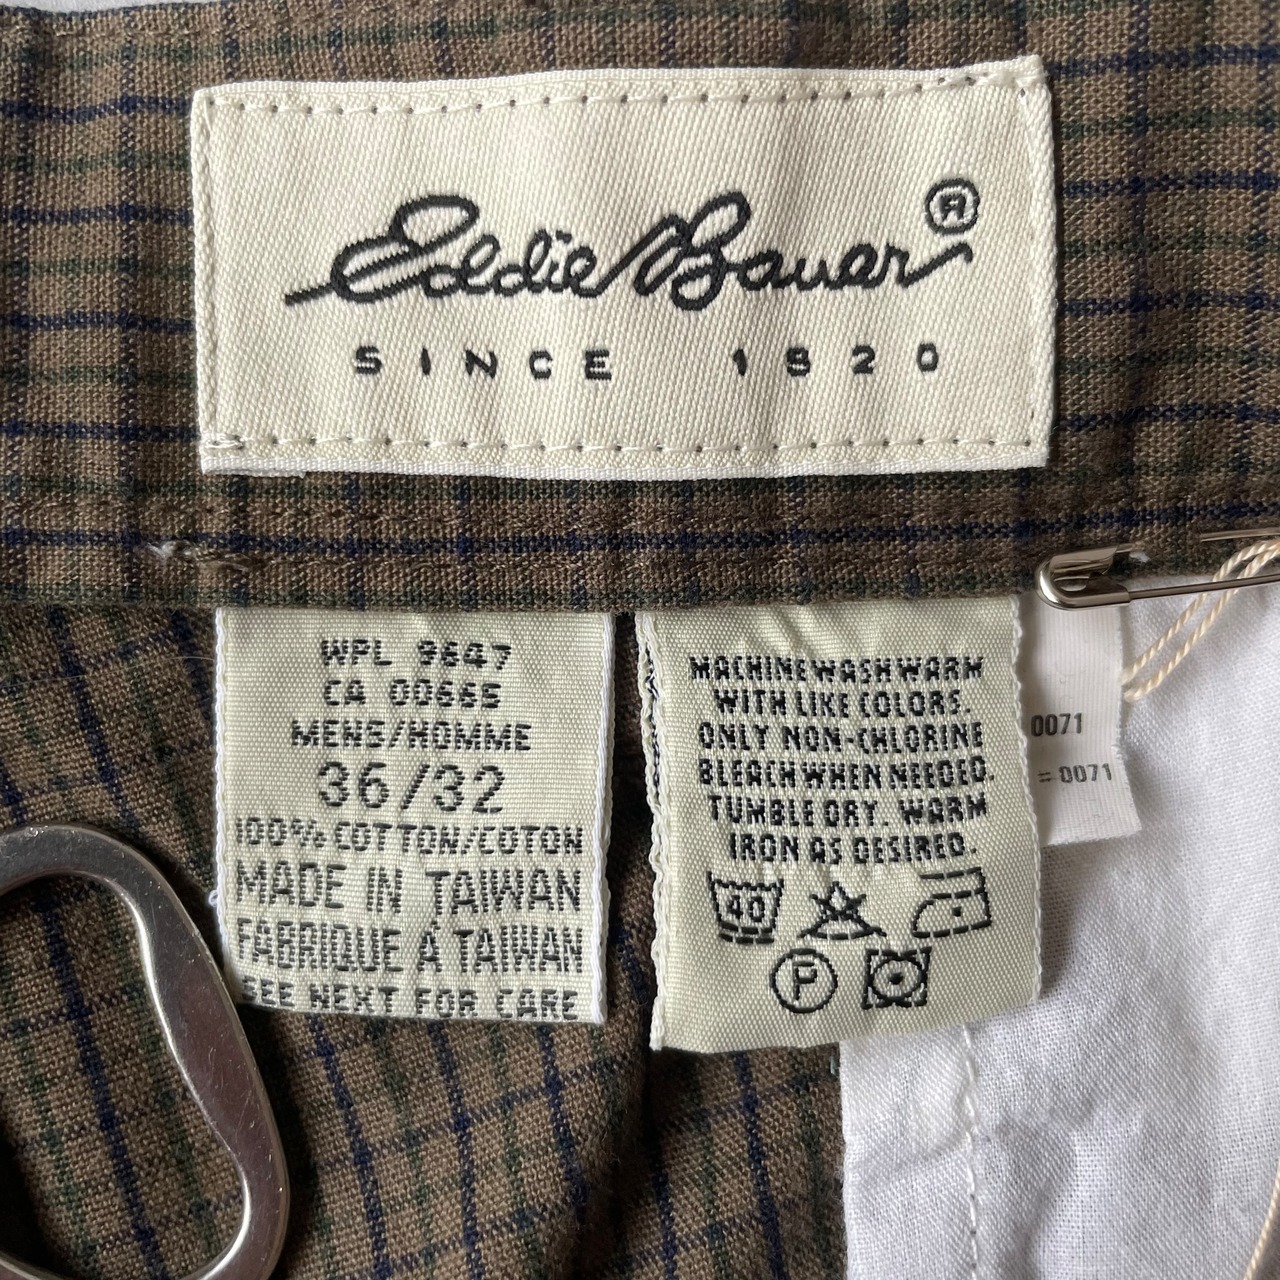 Eddie Bauer®
SINCE 1920
WPL 9647
CA 00665
MENS/HOMME
36/32
100% COTTON/COTON
MADE IN TAIWAN
FABRIQUE À TAIWAN
SEE NEXT FOR CARE
MACHINE WASH WARM
WITH LIKE COLORS.
ONLY NON-CHLORINE
BLEACH WHEN NEEDED.
TUMBLE DRY. WARM
IRON AS DESIRED.
40
P
0071
= 0071